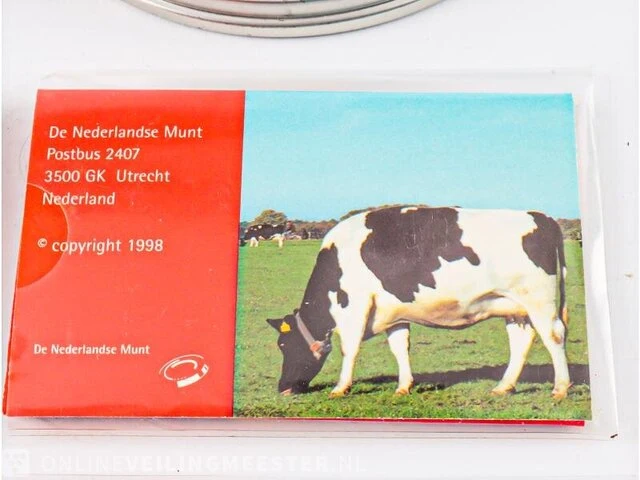 De Nederlandse Munt
Postbus 2407
3500 GK Utrecht
Nederland
© copyright 1998
De Nederlandse Munt
ONLINEVEILINGMEESTER.NL